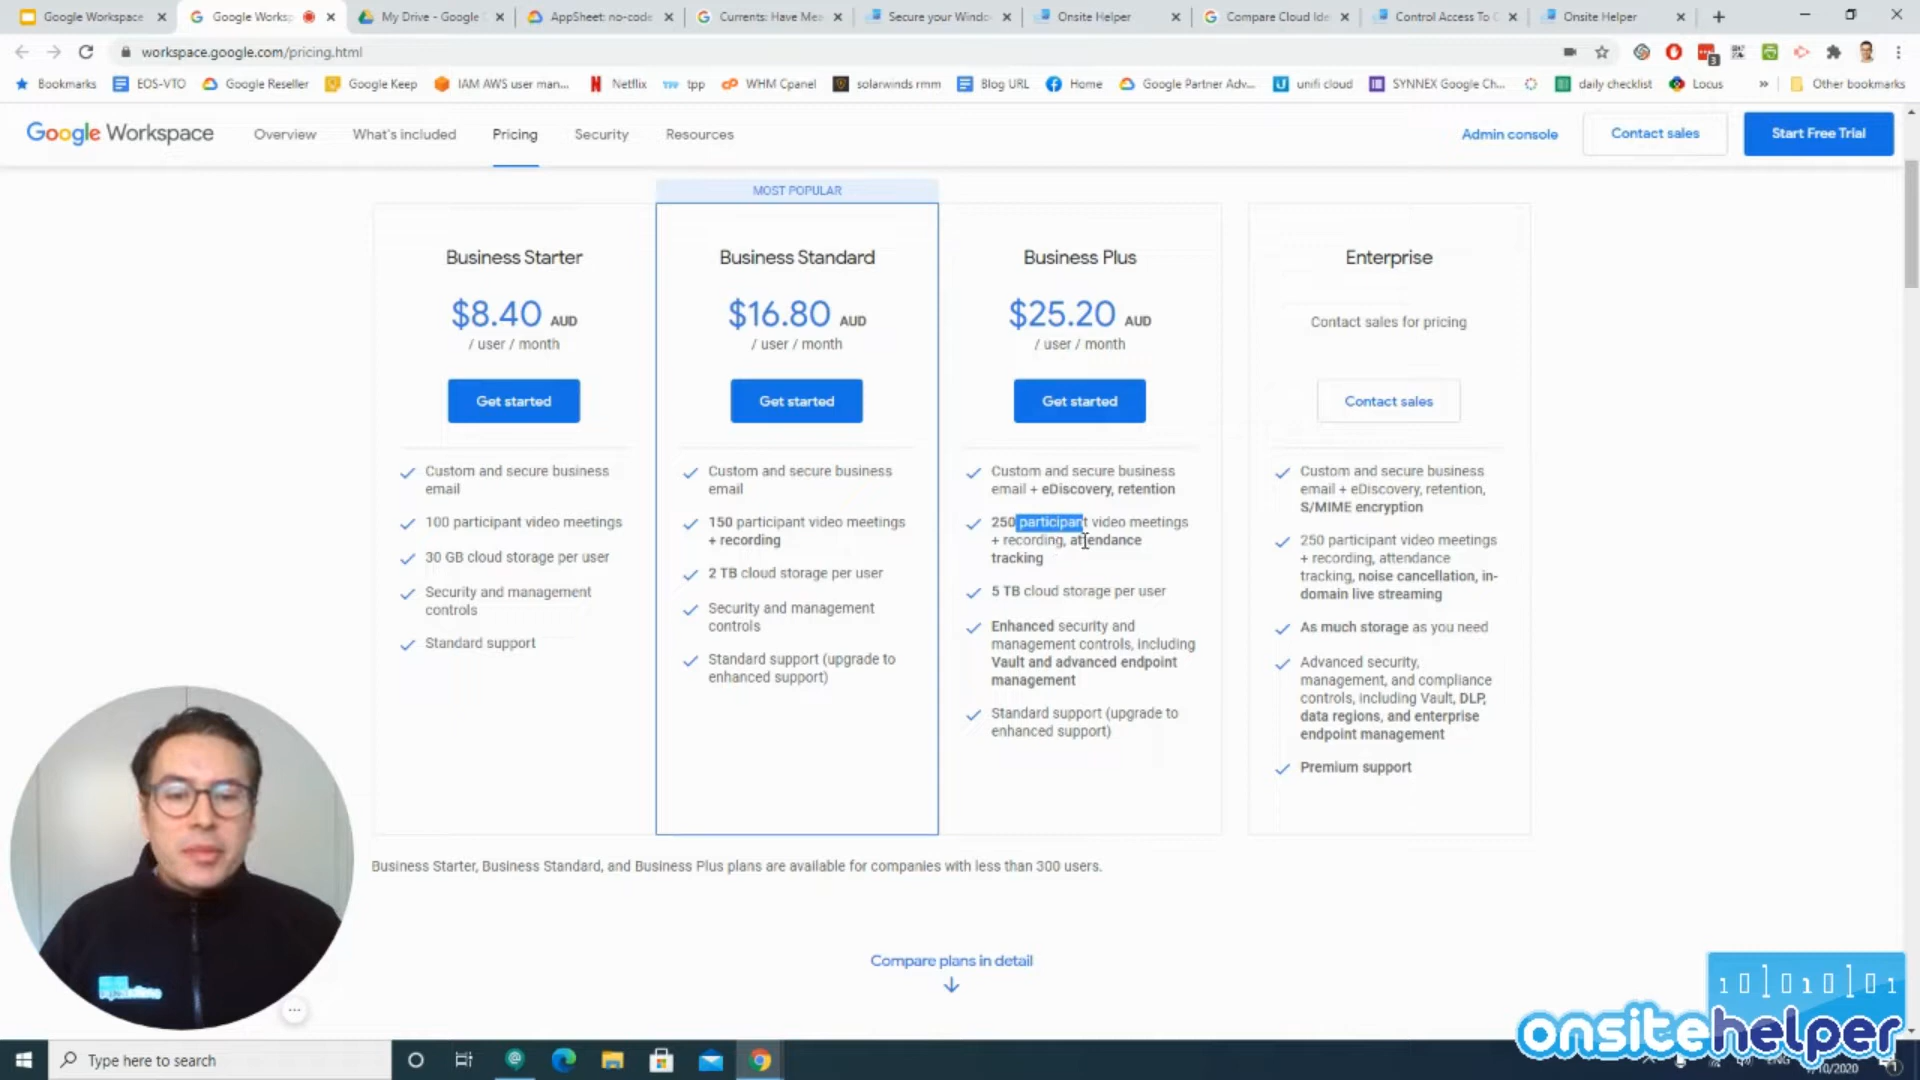 Google Workspace
Google Works
My Drive - Google
AppSheet: no-code
Currents: Have Me
Secure your Windo
Onsite Helper
Compare Cloud Ide
Control Access To
Onsite Helper
workspace.google.com/pricing.html
Bookmarks
EOS-VTO
Google Reseller
Google Keep
IAM AWS user man...
Netflix
tpp
WHM Cpanel
solarwinds rmm
Blog URL
Home
Google Partner Adv...
unifi cloud
SYNNEX Google Ch...
daily checklist
Locus
»
Other bookmarks
Google Workspace
Overview
What's included
Pricing
Security
Resources
Admin console
Contact sales
Start Free Trial
MOST POPULAR
Business Starter
$8.40 AUD
/ user / month
Get started
Custom and secure business
email
100 participant video meetings
30 GB cloud storage per user
Security and management
controls
Standard support
Business Standard
$16.80 AUD
/ user / month
Get started
Custom and secure business
email
150 participant video meetings
+ recording
2 TB cloud storage per user
Security and management
controls
Standard support (upgrade to
enhanced support)
Business Plus
$25.20 AUD
/ user / month
Get started
Custom and secure business
email + eDiscovery, retention
250 participant video meetings
+ recording, attendance
tracking
5 TB cloud storage per user
Enhanced security and
management controls, including
Vault and advanced endpoint
management
Standard support (upgrade to
enhanced support)
Enterprise
Contact sales for pricing
Contact sales
Custom and secure business
email + eDiscovery, retention,
S/MIME encryption
250 participant video meetings
+ recording, attendance
tracking, noise cancellation, in-
domain live streaming
As much storage as you need
Advanced security,
management, and compliance
controls, including Vault, DLP,
data regions, and enterprise
endpoint management
Premium support
Business Starter, Business Standard, and Business Plus plans are available for companies with less than 300 users.
Compare plans in detail
10101101
onsitehelper
Type here to search